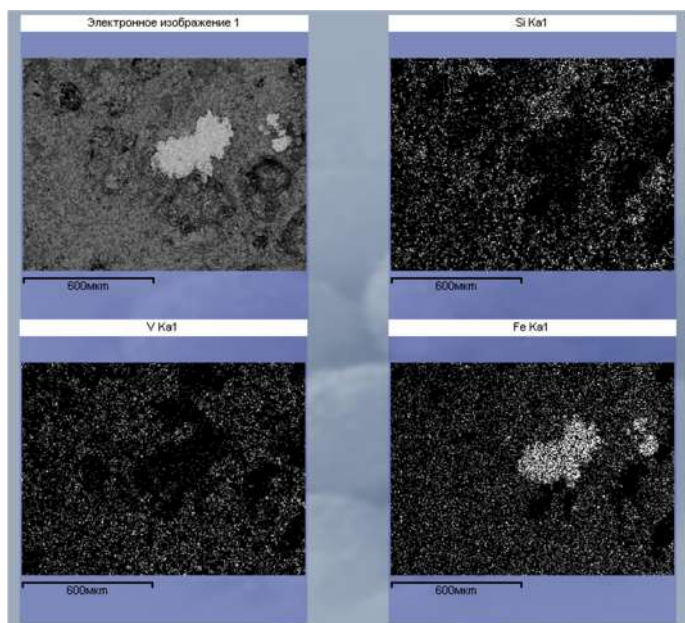 Электронное изображение 1
Si Ka1
600мкm
600мкm
V Ka1
Fe Ka1
600мкm
600мкm